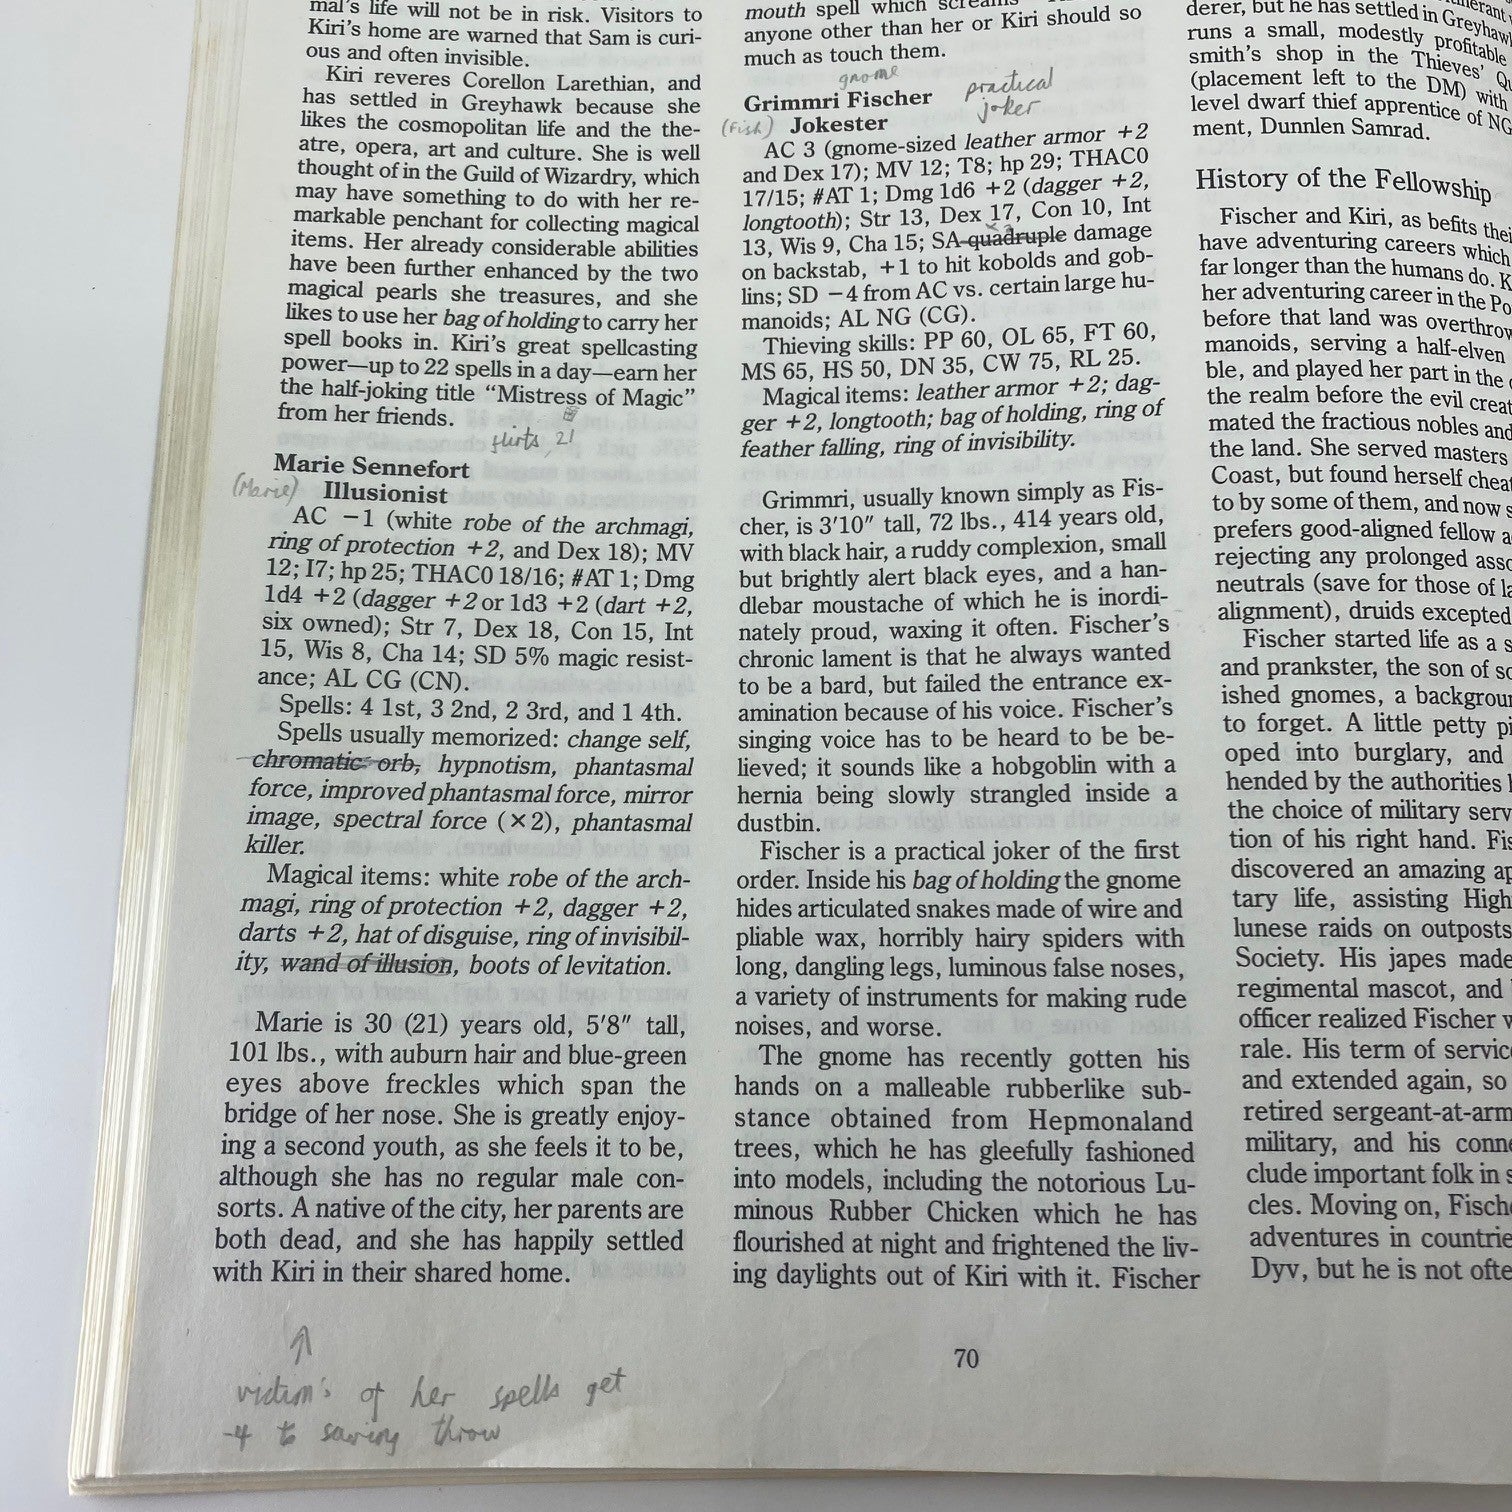 mal's life will not be in risk. Visitors to
Kiri's home are warned that Sam is curi-
ous and often invisible.
Kiri reveres Corellon Larethian, and
has settled in Greyhawk because she
likes the cosmopolitan life and the the-
atre, opera, art and culture. She is well
thought of in the Guild of Wizardry, which
may have something to do with her re-
markable penchant for collecting magical
items. Her already considerable abilities
have been further enhanced by the two
magical pearls she treasures, and she
likes to use her bag of holding to carry her
spell books in. Kiri's great spellcasting
power—up to 22 spells in a day—earn her
the half-joking title "Mistress of Magic"
from her friends.
flirts, 21
Marie Sennefort
(Marie) Illusionist
AC −1 (white robe of the archmagi,
ring of protection +2, and Dex 18); MV
12; I7; hp 25; THAC0 18/16; #AT 1; Dmg
1d4 +2 (dagger +2 or 1d3 +2 (dart +2,
six owned); Str 7, Dex 18, Con 15, Int
15, Wis 8, Cha 14; SD 5% magic resist-
ance; AL CG (CN).
Spells: 4 1st, 3 2nd, 2 3rd, and 1 4th.
Spells usually memorized: change self,
chromatic orb, hypnotism, phantasmal
force, improved phantasmal force, mirror
image, spectral force (×2), phantasmal
killer.
Magical items: white robe of the arch-
magi, ring of protection +2, dagger +2,
darts +2, hat of disguise, ring of invisibil-
ity, wand of illusion, boots of levitation.
Marie is 30 (21) years old, 5'8" tall,
101 lbs., with auburn hair and blue-green
eyes above freckles which span the
bridge of her nose. She is greatly enjoy-
ing a second youth, as she feels it to be,
although she has no regular male con-
sorts. A native of the city, her parents are
both dead, and she has happily settled
with Kiri in their shared home.
victim's of her spells get
-4 to saving throw
mouth spell which screams
anyone other than her or Kiri should so
much as touch them.
gnome
practical
joker
Grimmri Fischer
(Fish) Jokester
AC 3 (gnome-sized leather armor +2
and Dex 17); MV 12; T8; hp 29; THAC0
17/15; #AT 1; Dmg 1d6 +2 (dagger +2,
longtooth); Str 13, Dex 17, Con 10, Int
13, Wis 9, Cha 15; SA quadruple damage
on backstab, +1 to hit kobolds and gob-
lins; SD −4 from AC vs. certain large hu-
manoids; AL NG (CG).
Thieving skills: PP 60, OL 65, FT 60,
MS 65, HS 50, DN 35, CW 75, RL 25.
Magical items: leather armor +2; dag-
ger +2, longtooth; bag of holding, ring of
feather falling, ring of invisibility.
Grimmri, usually known simply as Fis-
cher, is 3'10" tall, 72 lbs., 414 years old,
with black hair, a ruddy complexion, small
but brightly alert black eyes, and a han-
dlebar moustache of which he is inordi-
nately proud, waxing it often. Fischer's
chronic lament is that he always wanted
to be a bard, but failed the entrance ex-
amination because of his voice. Fischer's
singing voice has to be heard to be be-
lieved; it sounds like a hobgoblin with a
hernia being slowly strangled inside a
dustbin.
Fischer is a practical joker of the first
order. Inside his bag of holding the gnome
hides articulated snakes made of wire and
pliable wax, horribly hairy spiders with
long, dangling legs, luminous false noses,
a variety of instruments for making rude
noises, and worse.
The gnome has recently gotten his
hands on a malleable rubberlike sub-
stance obtained from Hepmonaland
trees, which he has gleefully fashioned
into models, including the notorious Lu-
minous Rubber Chicken which he has
flourished at night and frightened the liv-
ing daylights out of Kiri with it. Fischer
70
derer, but he has settled in Greyhawk
runs a small, modestly profitable
smith's shop in the Thieves' Qu
(placement left to the DM) with
level dwarf thief apprentice of NG
ment, Dunnlen Samrad.
History of the Fellowship
Fischer and Kiri, as befits thei
have adventuring careers which
far longer than the humans do. K
her adventuring career in the Po
before that land was overthrow
manoids, serving a half-elven
ble, and played her part in the
the realm before the evil creat
mated the fractious nobles and
the land. She served masters
Coast, but found herself cheat
to by some of them, and now s
prefers good-aligned fellow a
rejecting any prolonged asso
neutrals (save for those of la
alignment), druids excepted
Fischer started life as a s
and prankster, the son of so
ished gnomes, a backgroun
to forget. A little petty pi
oped into burglary, and
hended by the authorities
the choice of military serv
tion of his right hand. Fis
discovered an amazing ap
tary life, assisting High
lunese raids on outposts
Society. His japes made
regimental mascot, and
officer realized Fischer w
rale. His term of service
and extended again, so
retired sergeant-at-arm
military, and his conne
clude important folk in s
cles. Moving on, Fisch
adventures in countrie
Dyv, but he is not ofte